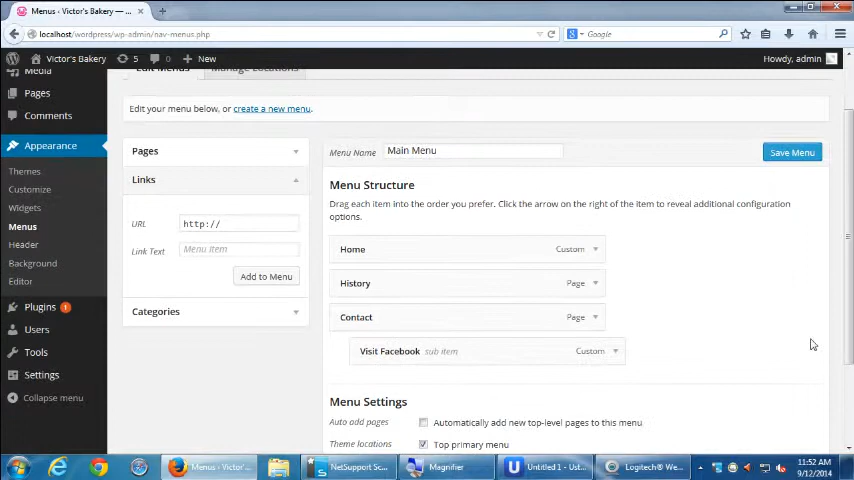 Menus ‹ Victor's Bakery — Wor...
localhost/wordpress/wp-admin/nav-menus.php
Google
Victor's Bakery 5 0 + New
Howdy, admin
Media
Pages
Comments
Appearance
Themes
Customize
Widgets
Menus
Header
Background
Editor
Plugins 1
Users
Tools
Settings
Collapse menu
Edit Menus Manage Locations
Edit your menu below, or create a new menu.
Pages
Links
URL http://
Link Text Menu Item
Add to Menu
Categories
Menu Name Main Menu
Save Menu
Menu Structure
Drag each item into the order you prefer. Click the arrow on the right of the item to reveal additional configuration
options.
Home Custom
History Page
Contact Page
Visit Facebook sub item Custom
Menu Settings
Auto add pages Automatically add new top-level pages to this menu
Theme locations Top primary menu
Menus ‹ Victor'... NetSupport Sc... Magnifier Untitled 1 - Ust... Logitech® We...
11:52 AM
9/12/2014